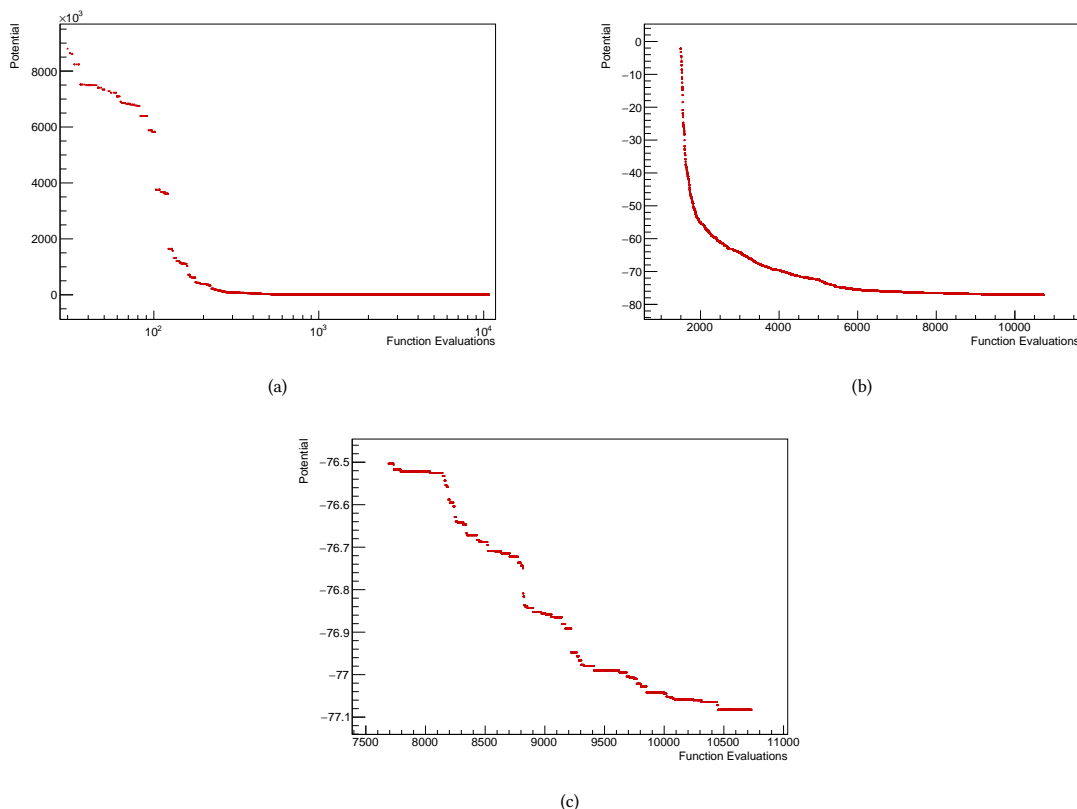 ×10³
Potential
8000
6000
4000
2000
0
10² 10³ 10⁴
Function Evaluations
(a)
Potential
0
−10
−20
−30
−40
−50
−60
−70
−80
2000 4000 6000 8000 10000
Function Evaluations
(b)
Potential
−76.5
−76.6
−76.7
−76.8
−76.9
−77
−77.1
7500 8000 8500 9000 9500 10000 10500 11000
Function Evaluations
(c)